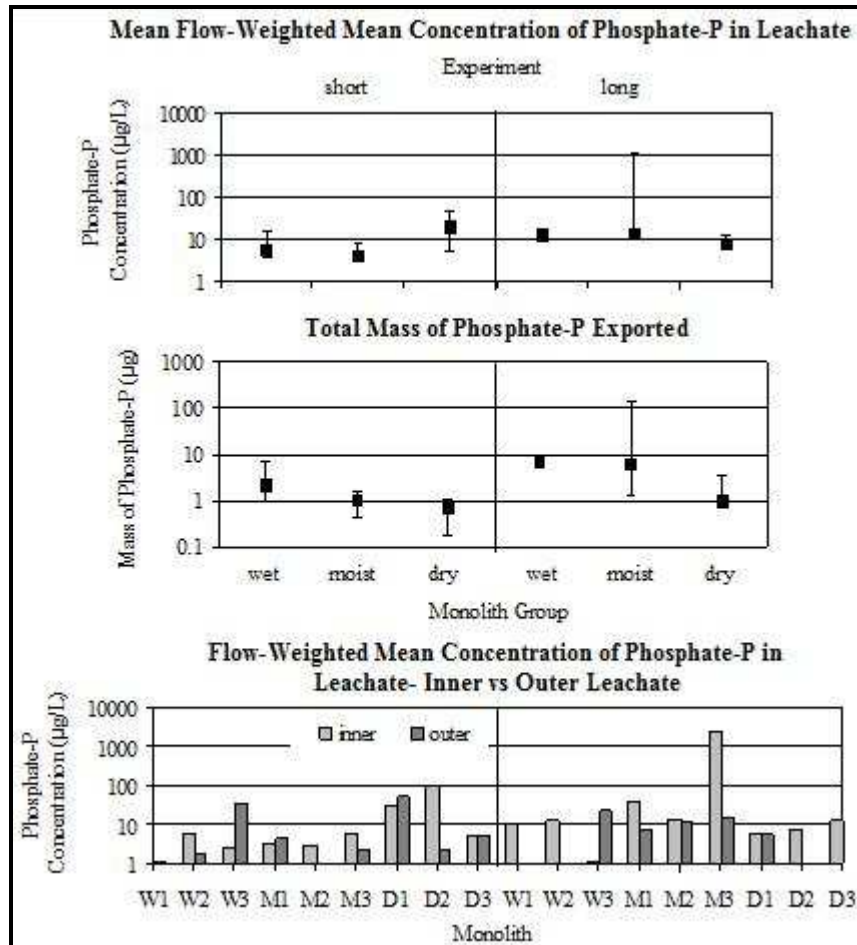 Mean Flow-Weighted Mean Concentration of Phosphate-P in Leachate
Experiment
short long
Phosphate-P
Concentration (µg/L)
10000
1000
100
10
1
Total Mass of Phosphate-P Exported
Mass of Phosphate-P (µg)
1000
100
10
1
0.1
wet moist dry wet moist dry
Monolith Group
Flow-Weighted Mean Concentration of Phosphate-P in
Leachate- Inner vs Outer Leachate
Phosphate-P
Concentration (µg/L)
10000
1000
100
10
1
inner outer
W1 W2 W3 M1 M2 M3 D1 D2 D3 W1 W2 W3 M1 M2 M3 D1 D2 D3
Monolith